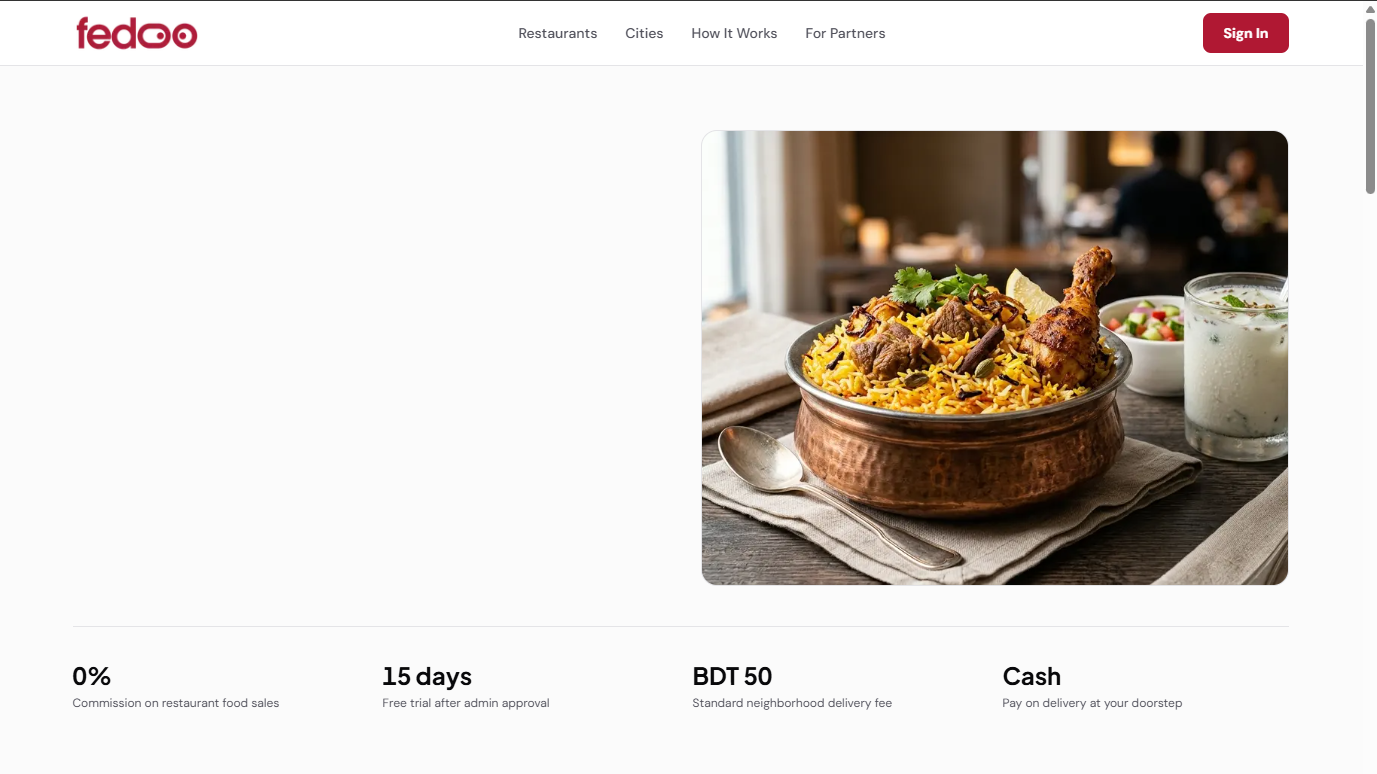 fedoo
Restaurants
Cities
How It Works
For Partners
Sign In
0%
Commission on restaurant food sales
15 days
Free trial after admin approval
BDT 50
Standard neighborhood delivery fee
Cash
Pay on delivery at your doorstep